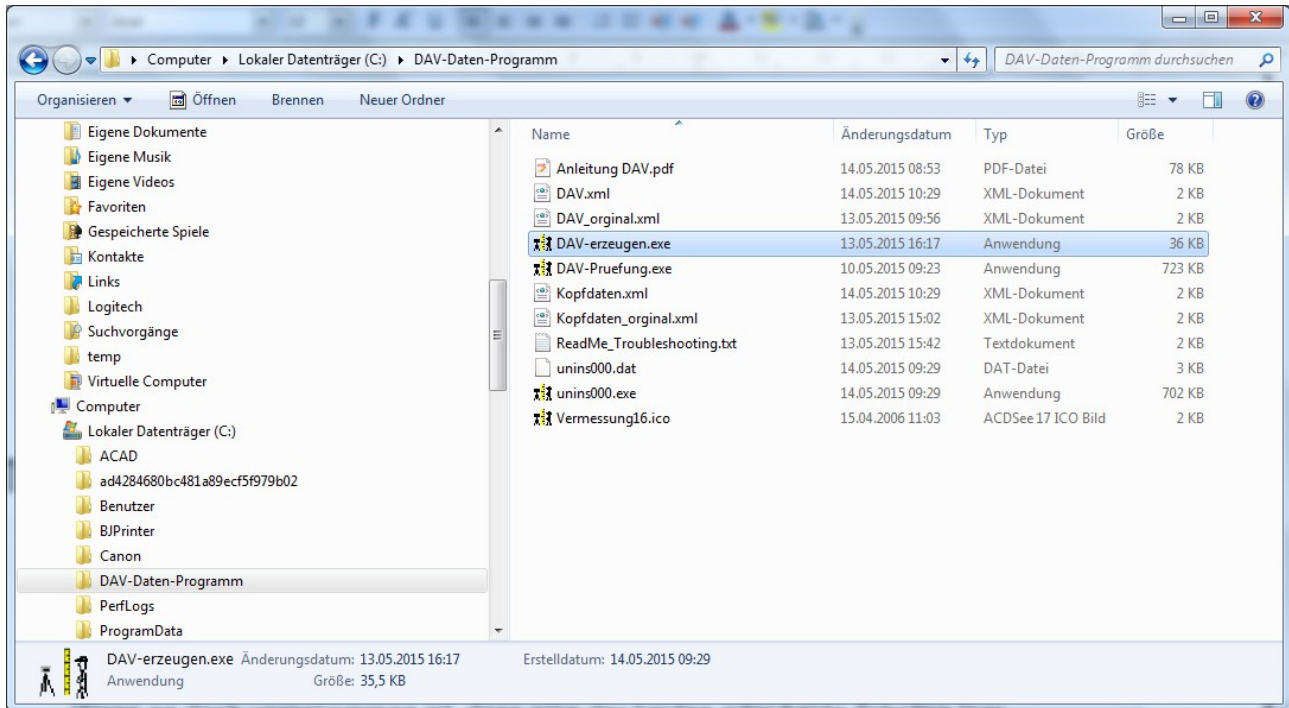 Computer ▸ Lokaler Datenträger (C:) ▸ DAV-Daten-Programm
DAV-Daten-Programm durchsuchen
Organisieren Öffnen Brennen Neuer Ordner
Eigene Dokumente
Eigene Musik
Eigene Videos
Favoriten
Gespeicherte Spiele
Kontakte
Links
Logitech
Suchvorgänge
temp
Virtuelle Computer
Computer
Lokaler Datenträger (C:)
ACAD
ad4284680bc481a89ecf5f979b02
Benutzer
BJPrinter
Canon
DAV-Daten-Programm
PerfLogs
ProgramData
Name Änderungsdatum Typ Größe
Anleitung DAV.pdf 14.05.2015 08:53 PDF-Datei 78 KB
DAV.xml 14.05.2015 10:29 XML-Dokument 2 KB
DAV_orginal.xml 13.05.2015 09:56 XML-Dokument 2 KB
DAV-erzeugen.exe 13.05.2015 16:17 Anwendung 36 KB
DAV-Pruefung.exe 10.05.2015 09:23 Anwendung 723 KB
Kopfdaten.xml 14.05.2015 10:29 XML-Dokument 2 KB
Kopfdaten_orginal.xml 13.05.2015 15:02 XML-Dokument 2 KB
ReadMe_Troubleshooting.txt 13.05.2015 15:42 Textdokument 2 KB
unins000.dat 14.05.2015 09:29 DAT-Datei 3 KB
unins000.exe 14.05.2015 09:29 Anwendung 702 KB
Vermessung16.ico 15.04.2006 11:03 ACDSee 17 ICO Bild 2 KB
DAV-erzeugen.exe Änderungsdatum: 13.05.2015 16:17 Erstelldatum: 14.05.2015 09:29
Anwendung Größe: 35,5 KB